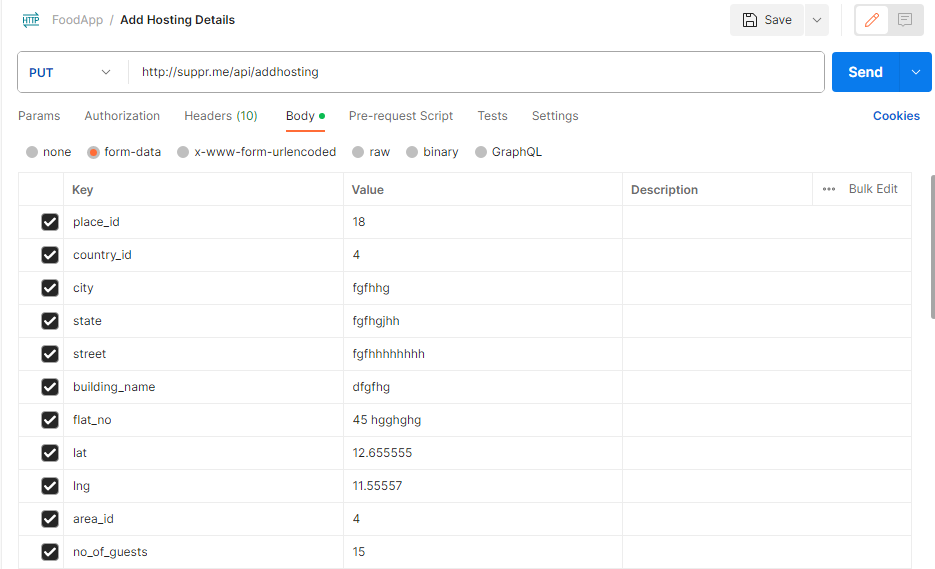 HTTP FoodApp / Add Hosting Details Save
PUT http://suppr.me/api/addhosting Send
Params Authorization Headers (10) Body Pre-request Script Tests Settings Cookies
none form-data x-www-form-urlencoded raw binary GraphQL
Key Value Description ••• Bulk Edit
place_id 18
country_id 4
city fgfhhg
state fgfhgjhh
street fgfhhhhhhhh
building_name dfgfhg
flat_no 45 hgghghg
lat 12.655555
lng 11.55557
area_id 4
no_of_guests 15